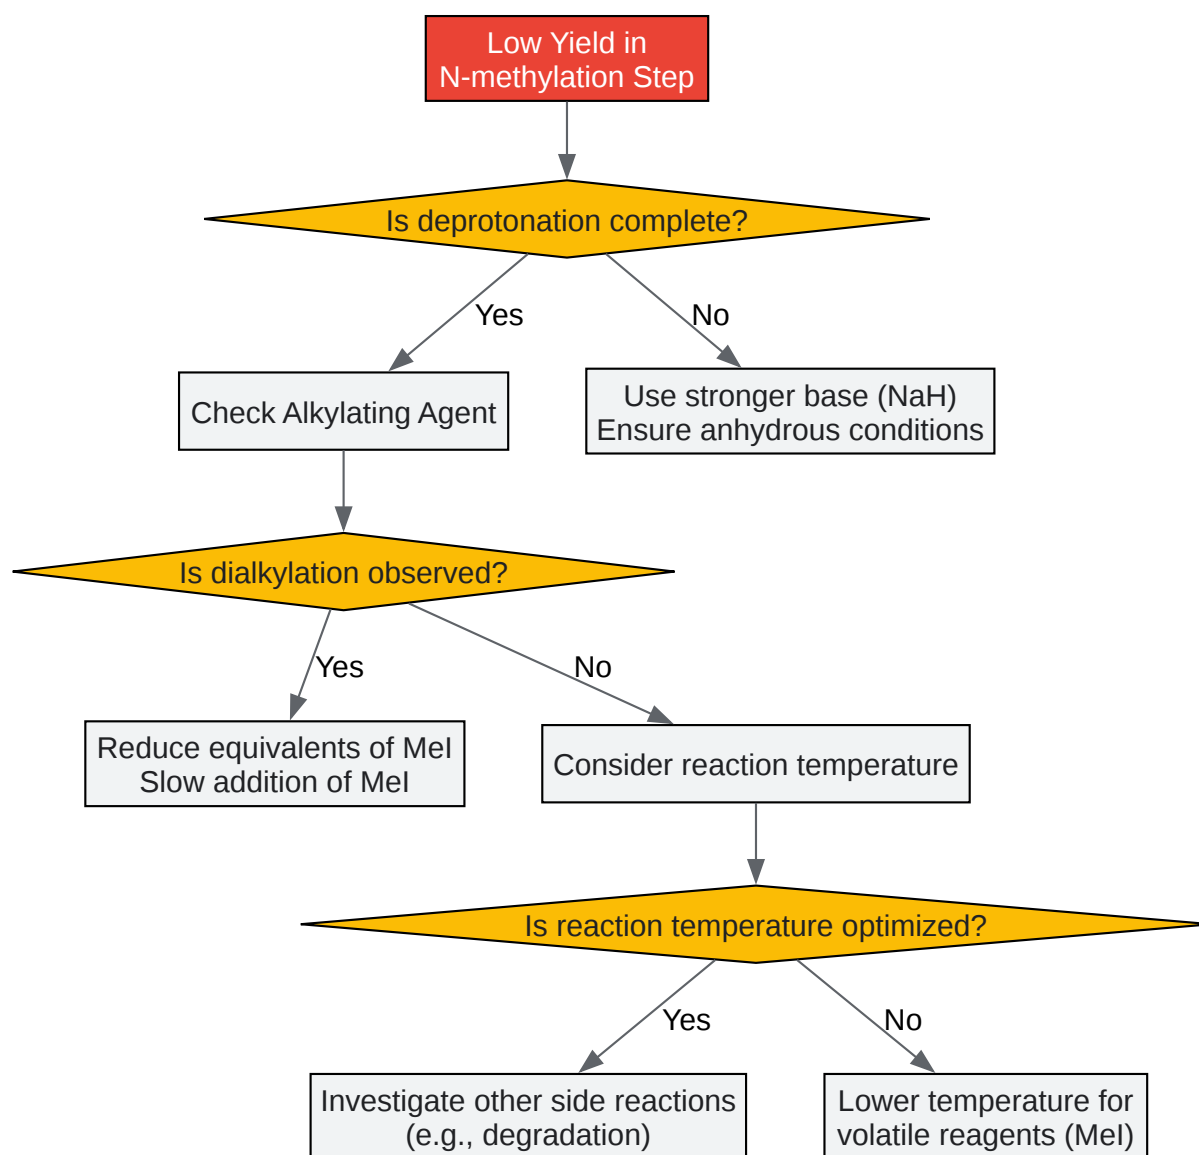 Low Yield in
N-methylation Step
Is deprotonation complete?
Yes
No
Check Alkylating Agent
Use stronger base (NaH)
Ensure anhydrous conditions
Is dialkylation observed?
Yes
No
Reduce equivalents of MeI
Slow addition of MeI
Consider reaction temperature
Is reaction temperature optimized?
Yes
No
Investigate other side reactions
(e.g., degradation)
Lower temperature for
volatile reagents (MeI)